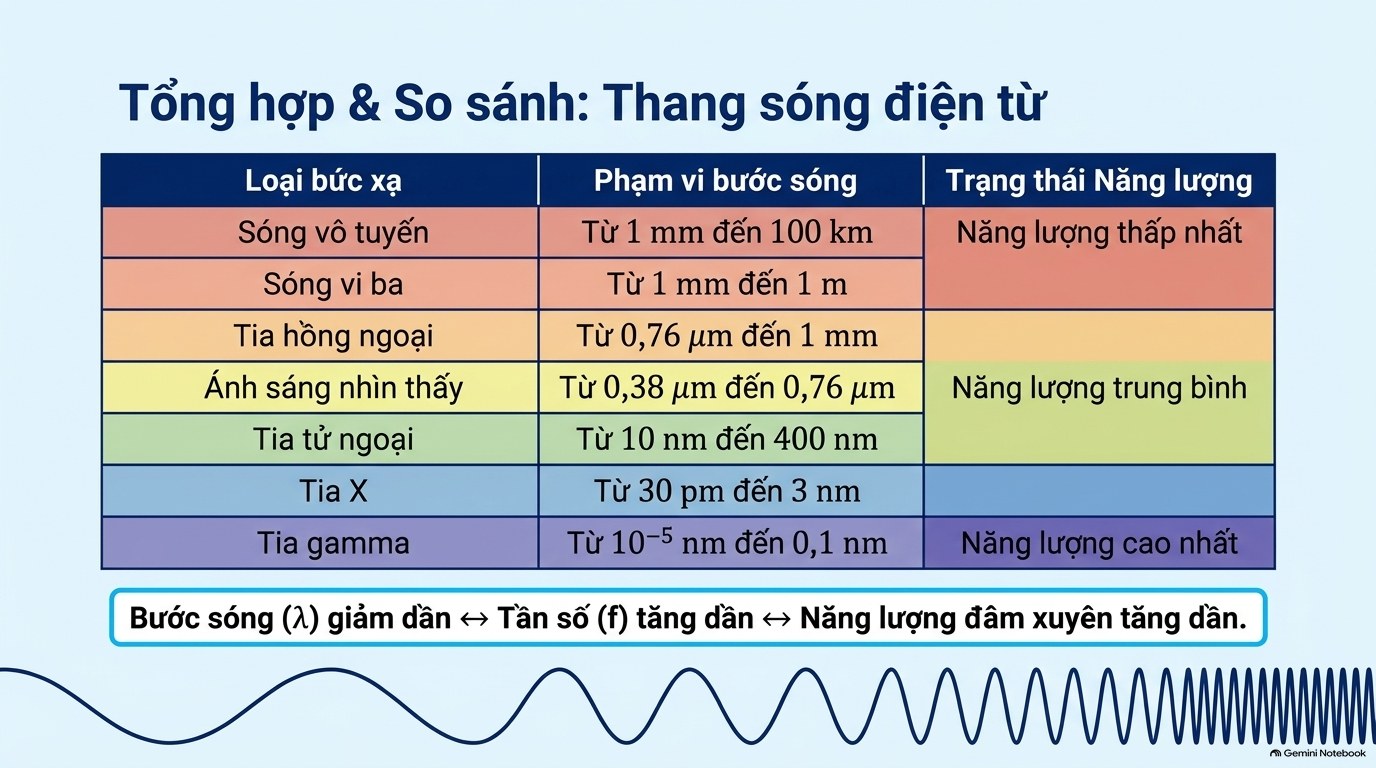 Tổng hợp & So sánh: Thang sóng điện từ
Loại bức xạ Phạm vi bước sóng Trạng thái Năng lượng
Sóng vô tuyến Từ 1 mm đến 100 km Năng lượng thấp nhất
Sóng vi ba Từ 1 mm đến 1 m
Tia hồng ngoại Từ 0,76 μm đến 1 mm
Ánh sáng nhìn thấy Từ 0,38 μm đến 0,76 μm Năng lượng trung bình
Tia tử ngoại Từ 10 nm đến 400 nm
Tia X Từ 30 pm đến 3 nm
Tia gamma Từ 10⁻⁵ nm đến 0,1 nm Năng lượng cao nhất
Bước sóng (λ) giảm dần ↔ Tần số (f) tăng dần ↔ Năng lượng đâm xuyên tăng dần.
Gemini Notebook